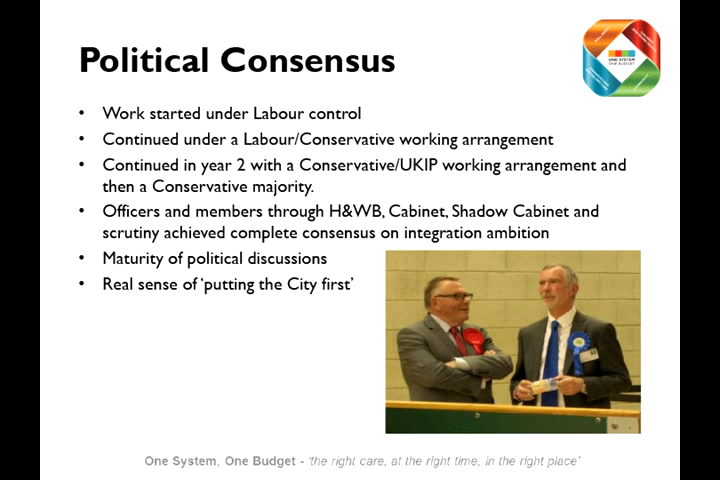 Political Consensus
ONE SYSTEM
ONE BUDGET
• Work started under Labour control
• Continued under a Labour/Conservative working arrangement
• Continued in year 2 with a Conservative/UKIP working arrangement and
then a Conservative majority.
• Officers and members through H&WB, Cabinet, Shadow Cabinet and
scrutiny achieved complete consensus on integration ambition
• Maturity of political discussions
• Real sense of ‘putting the City first’
One System, One Budget - ‘the right care, at the right time, in the right place’